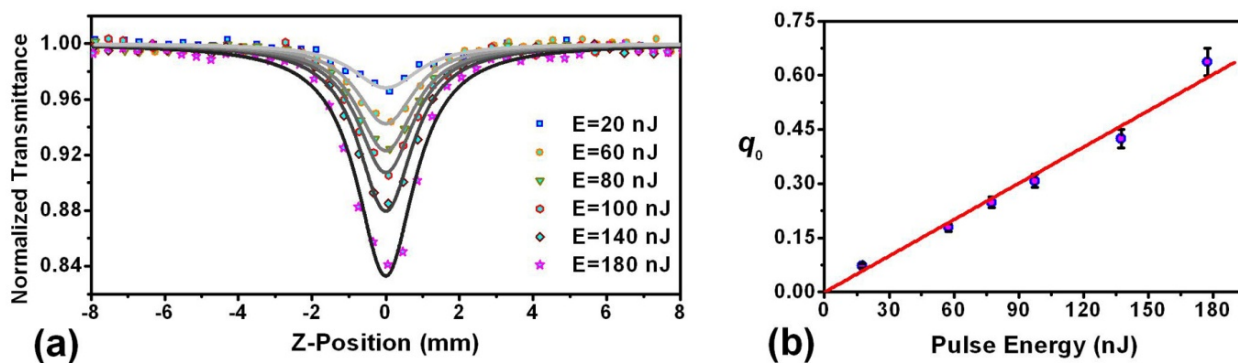 Normalized Transmittance
1.00
0.96
0.92
0.88
0.84
-8
-6
-4
-2
0
2
4
6
8
Z-Position (mm)
E=20 nJ
E=60 nJ
E=80 nJ
E=100 nJ
E=140 nJ
E=180 nJ
(a)
q₀
0.75
0.60
0.45
0.30
0.15
0.00
0
30
60
90
120
150
180
Pulse Energy (nJ)
(b)